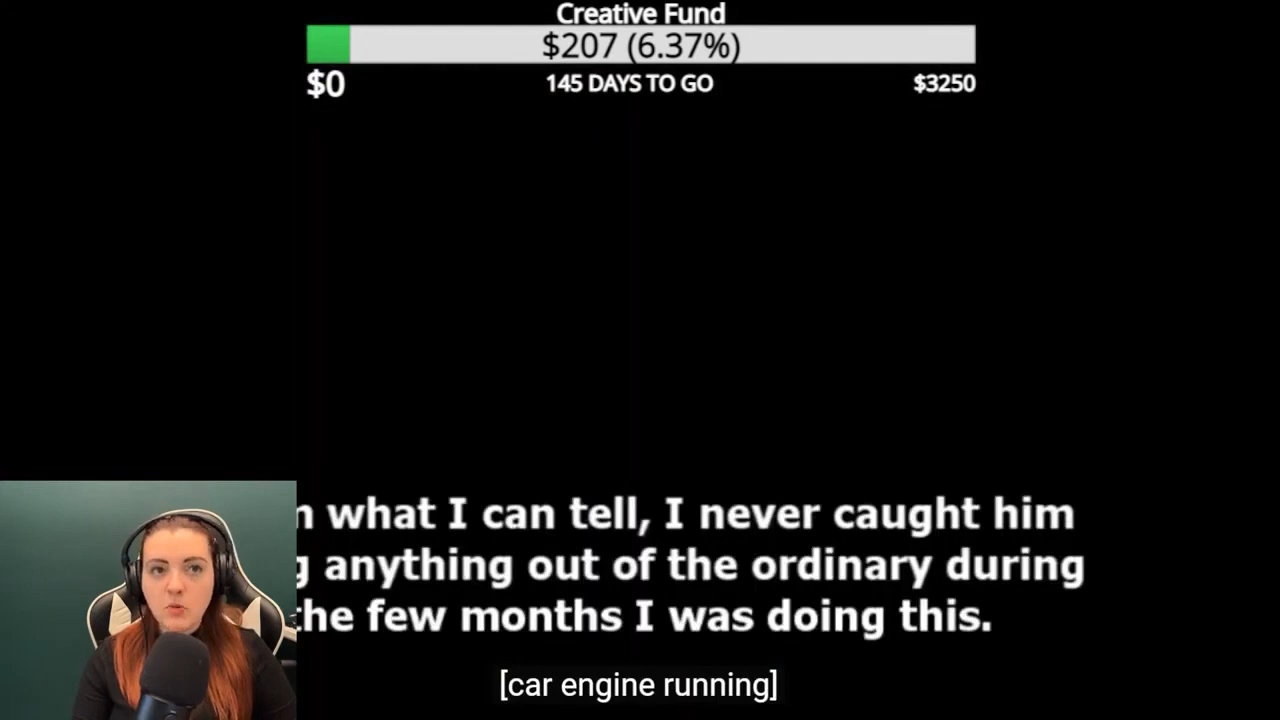 Creative Fund
$207 (6.37%)
$0 145 DAYS TO GO $3250
what I can tell, I never caught him
anything out of the ordinary during
the few months I was doing this.
[car engine running]